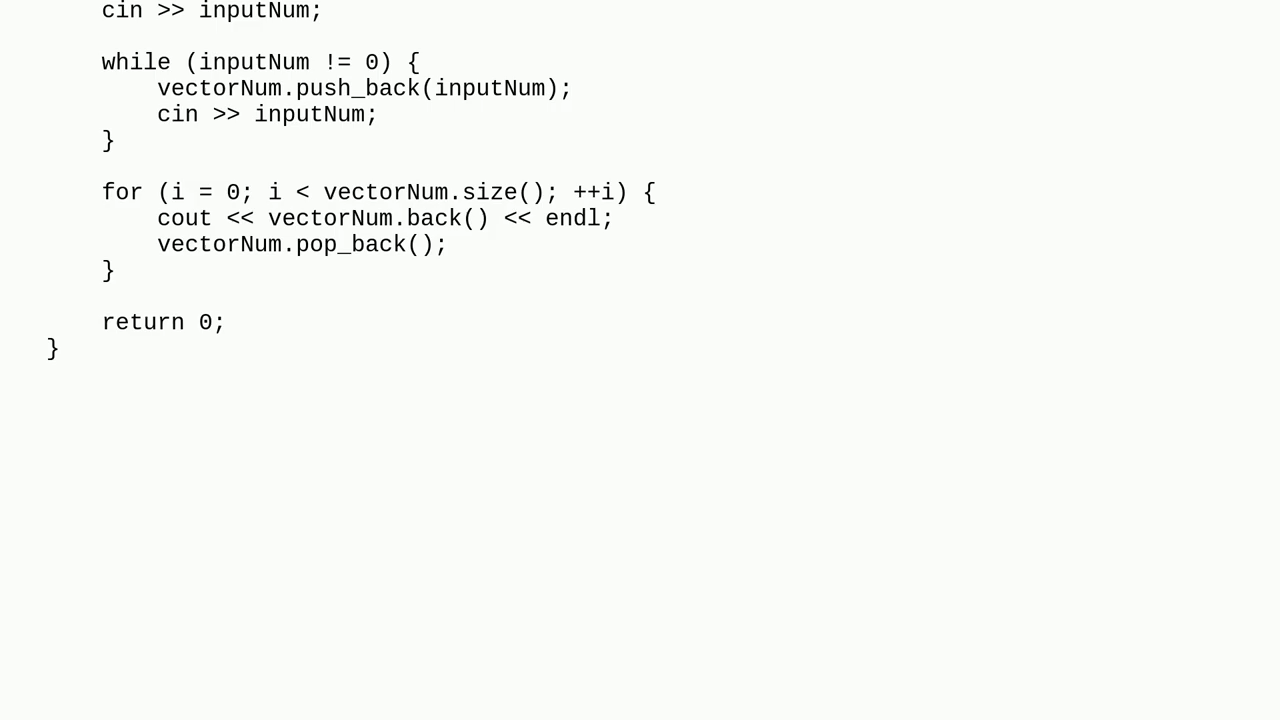 cin >> inputNum;
while (inputNum != 0) {
vectorNum.push_back(inputNum);
cin >> inputNum;
}
for (i = 0; i < vectorNum.size(); ++i) {
cout << vectorNum.back() << endl;
vectorNum.pop_back();
}
return 0;
}